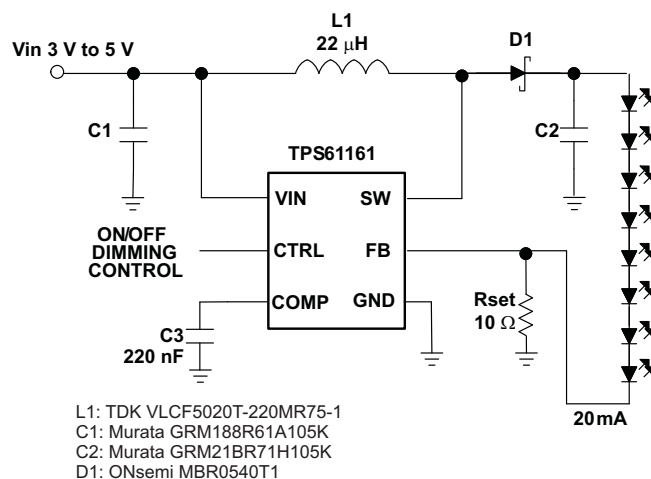 L1
22 μH
Vin 3 V to 5 V
D1
C1
C2
TPS61161
VIN
SW
ON/OFF
DIMMING
CONTROL
CTRL
FB
COMP
GND
Rset
10 Ω
C3
220 nF
20mA
L1: TDK VLCF5020T-220MR75-1
C1: Murata GRM188R61A105K
C2: Murata GRM21BR71H105K
D1: ONsemi MBR0540T1